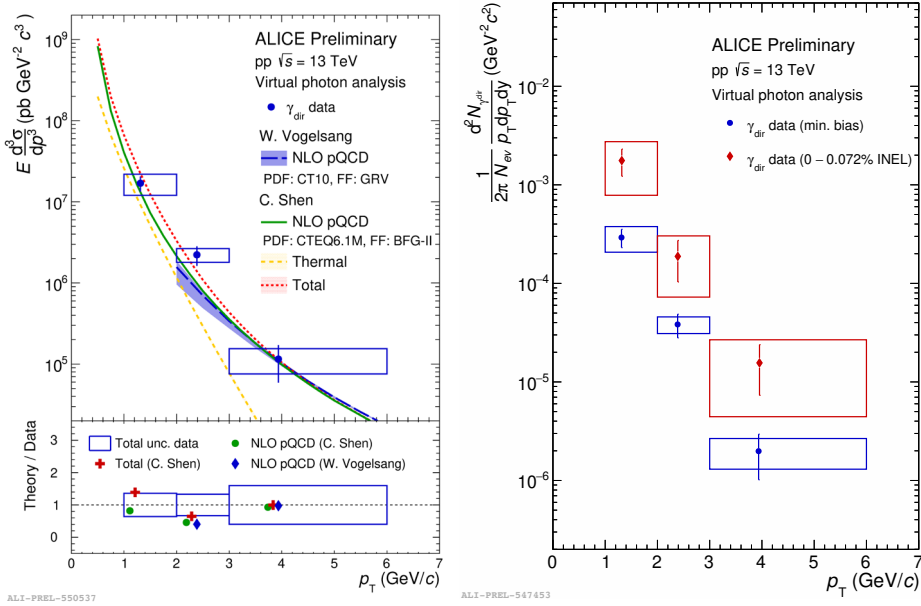 E d³σ/dp³ (pb GeV⁻² c³)
10⁹
10⁸
10⁷
10⁶
10⁵
ALICE Preliminary
pp √s = 13 TeV
Virtual photon analysis
γdir data
W. Vogelsang
NLO pQCD
PDF: CT10, FF: GRV
C. Shen
NLO pQCD
PDF: CTEQ6.1M, FF: BFG-II
Thermal
Total
Theory / Data
3
2
1
0
Total unc. data
NLO pQCD (C. Shen)
Total (C. Shen)
NLO pQCD (W. Vogelsang)
0 1 2 3 4 5 6 7
pT (GeV/c)
ALI-PREL-550537
1/(2π Nev) d²Nγdir/(pT dpT dy) (GeV⁻² c²)
10⁻²
10⁻³
10⁻⁴
10⁻⁵
10⁻⁶
ALICE Preliminary
pp √s = 13 TeV
Virtual photon analysis
γdir data (min. bias)
γdir data (0 – 0.072% INEL)
0 1 2 3 4 5 6 7
pT (GeV/c)
ALI-PREL-547453